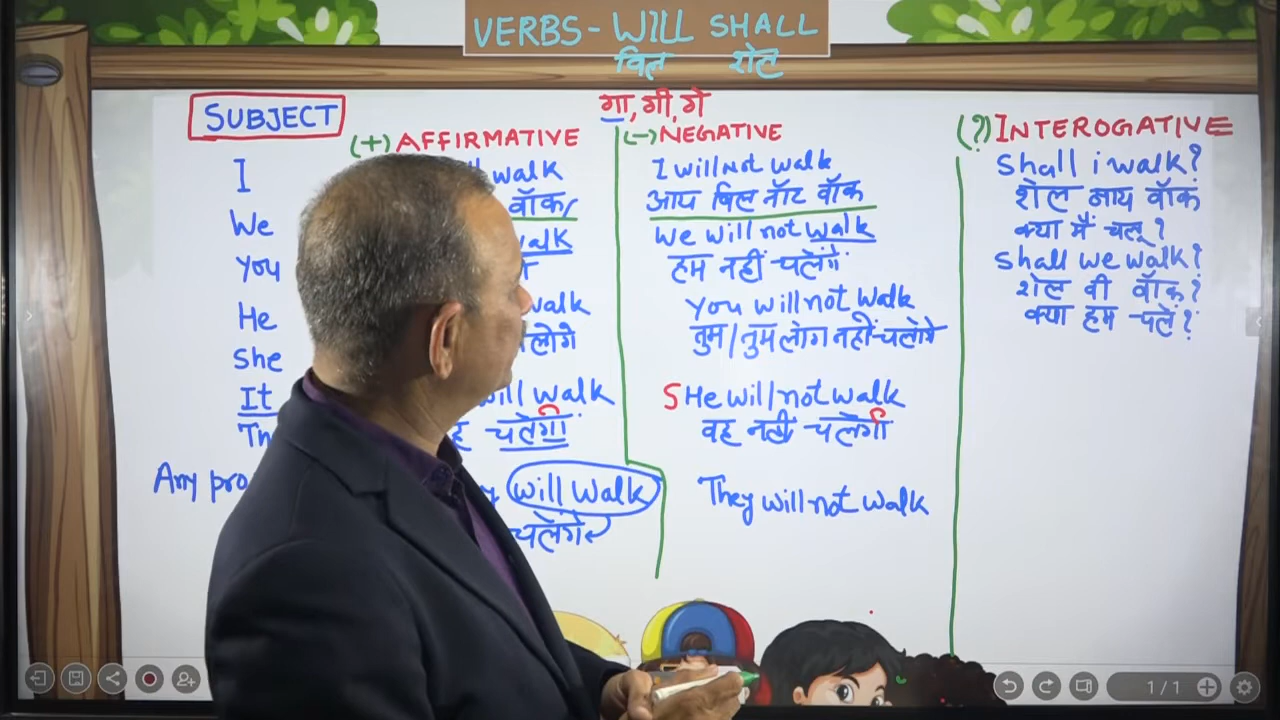 VERBS - WILL SHALL
विल शेल
गा, गी, गे
SUBJECT
I
We
You
He
She
It
Any
(+) AFFIRMATIVE
walk
वॉक
walk
walk
लोगे
will walk
चलेगा
will walk
चलेंगे
(-) NEGATIVE
I will Not walk
आय विल नॉट वॉक
We will not walk
हम नहीं चलेंगे
You will not walk
तुम / तुम लोग नहीं चलोगे
SHe will not walk
वह नहीं चलेगा
They will not walk
(?) INTEROGATIVE
Shall i walk?
शेल आय वॉक
क्या मैं चलू?
Shall we walk?
शेल वी वॉक?
क्या हम चलें?
1/1